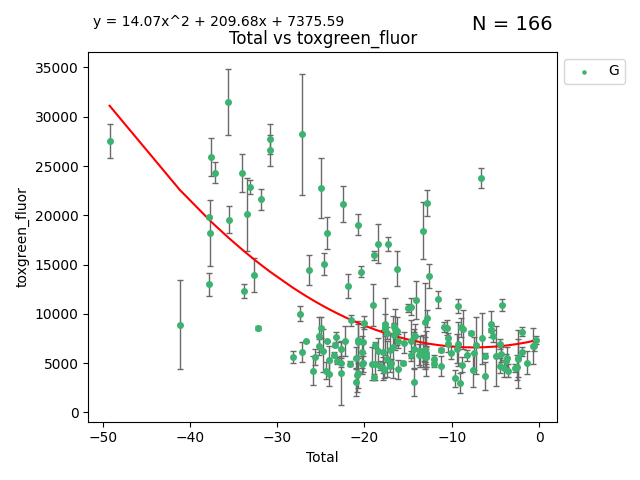 y = 14.07x^2 + 209.68x + 7375.59
N = 166
Total vs toxgreen_fluor
G
35000
30000
25000
20000
15000
10000
5000
0
toxgreen_fluor
−50 −40 −30 −20 −10 0
Total